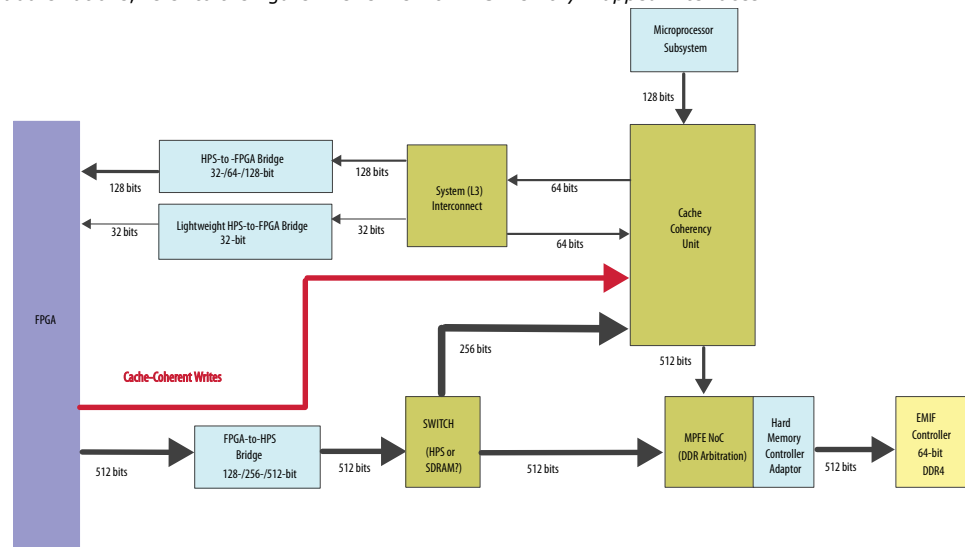 Microprocessor
Subsystem
128 bits
HPS-to -FPGA Bridge
32-/64-/128-bit
128 bits
128 bits
Lightweight HPS-to-FPGA Bridge
32-bit
32 bits
32 bits
System (L3)
Interconnect
64 bits
64 bits
Cache
Coherency
Unit
FPGA
256 bits
512 bits
Cache-Coherent Writes
FPGA-to-HPS
Bridge
128-/256-/512-bit
512 bits
512 bits
SWITCH
(HPS or
SDRAM?)
512 bits
MPFE NoC
(DDR Arbitration)
Hard
Memory
Controller
Adaptor
512 bits
EMIF
Controller
64-bit
DDR4